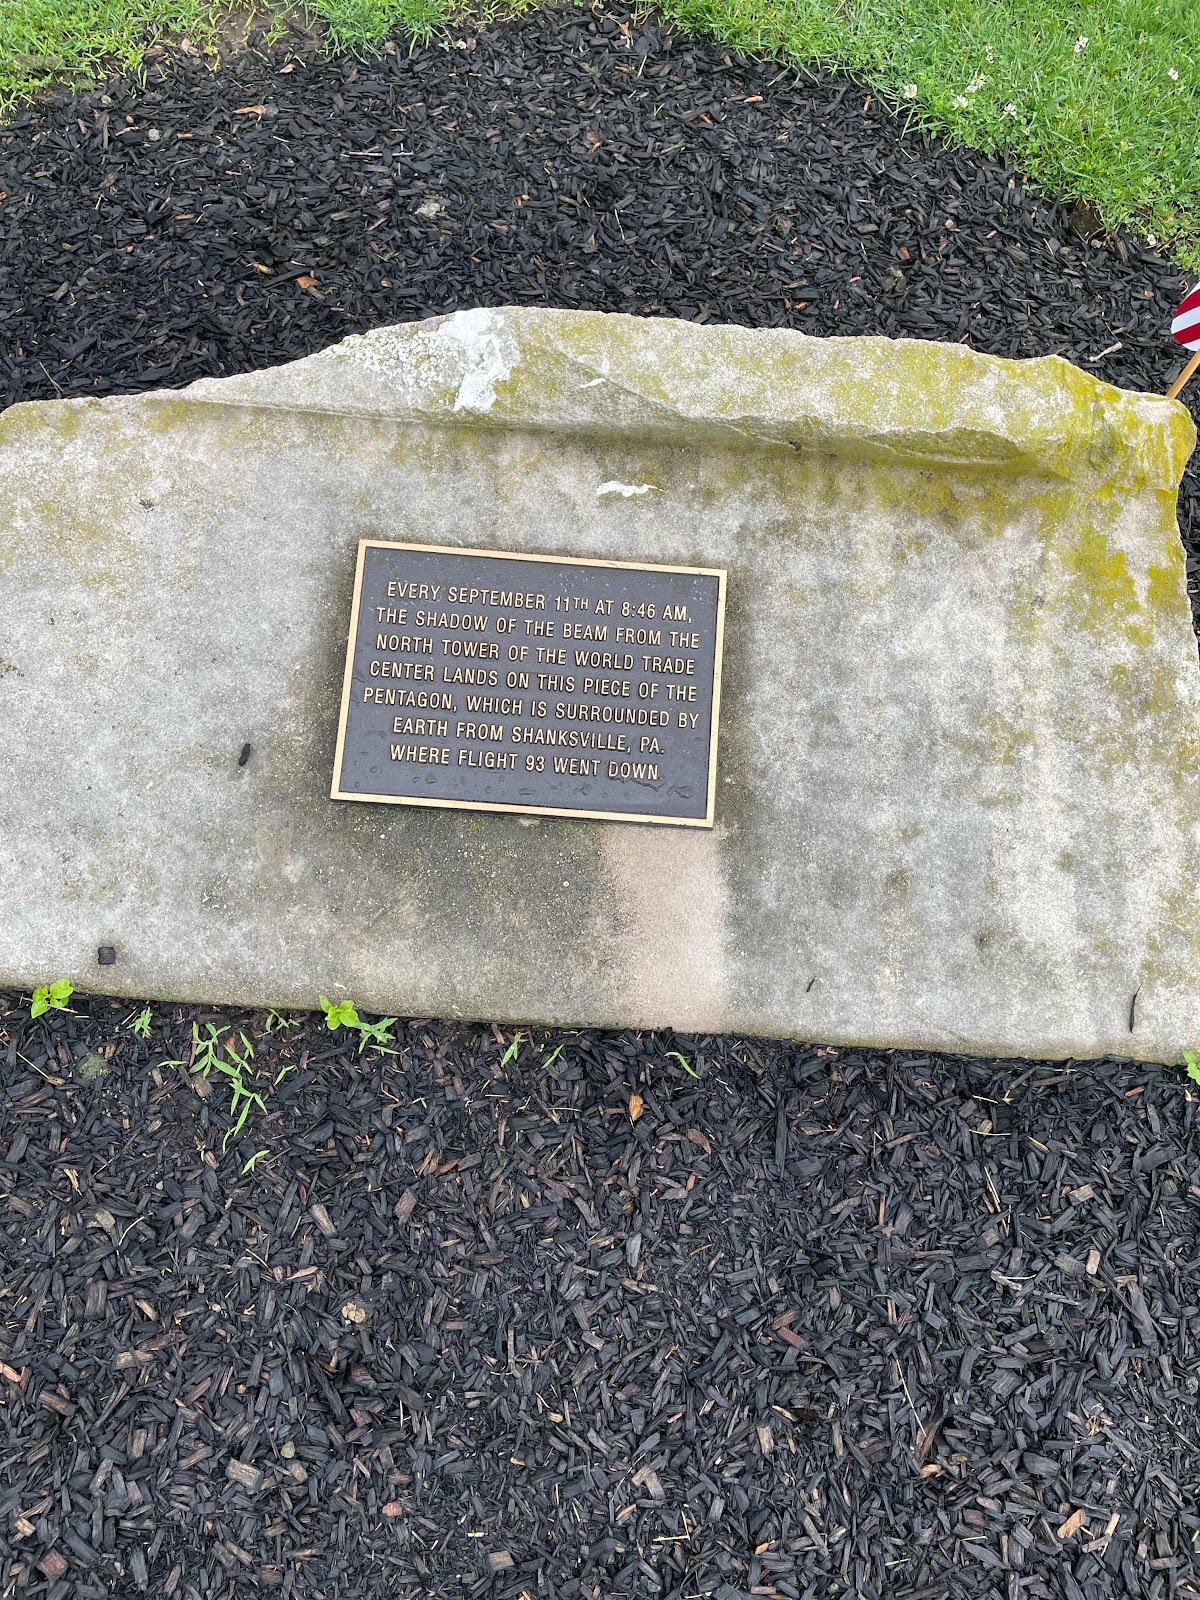 EVERY SEPTEMBER 11TH AT 8:46 AM,
THE SHADOW OF THE BEAM FROM THE
NORTH TOWER OF THE WORLD TRADE
CENTER LANDS ON THIS PIECE OF THE
PENTAGON, WHICH IS SURROUNDED BY
EARTH FROM SHANKSVILLE, PA.
WHERE FLIGHT 93 WENT DOWN